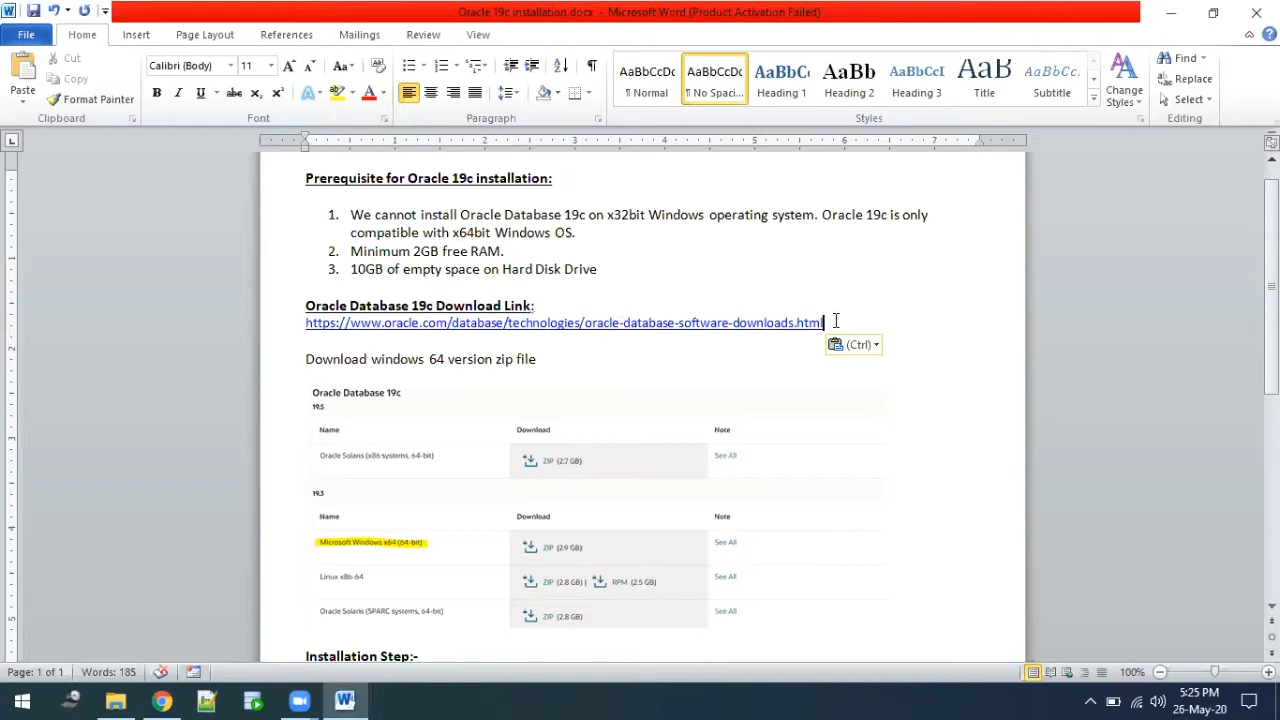 Oracle 19c installation.docx - Microsoft Word (Product Activation Failed)
File Home Insert Page Layout References Mailings Review View
Paste
Cut
Copy
Format Painter
Clipboard
Calibri (Body) 11
Font
Paragraph
AaBbCcDc AaBbCcDc AaBbC AaBb AaBbCcI AaB AaBbCcDc
¶ Normal ¶ No Spaci... Heading 1 Heading 2 Heading 3 Title Subtitle
Change Styles
Styles
Find
Replace
Select
Editing
1 2 3 4 5 6 7
Prerequisite for Oracle 19c installation:
1. We cannot install Oracle Database 19c on x32bit Windows operating system. Oracle 19c is only
compatible with x64bit Windows OS.
2. Minimum 2GB free RAM.
3. 10GB of empty space on Hard Disk Drive
Oracle Database 19c Download Link:
https://www.oracle.com/database/technologies/oracle-database-software-downloads.html
(Ctrl)
Download windows 64 version zip file
Oracle Database 19c
19.5
Name Download Note
Oracle Solaris (x86 systems, 64-bit) ZIP (2.7 GB) See All
19.3
Name Download Note
Microsoft Windows x64 (64-bit) ZIP (2.9 GB) See All
Linux x86-64 ZIP (2.8 GB) | RPM (2.5 GB) See All
Oracle Solaris (SPARC systems, 64-bit) ZIP (2.8 GB) See All
Installation Step:-
Page: 1 of 1 Words: 185 100%
5:25 PM
26-May-20